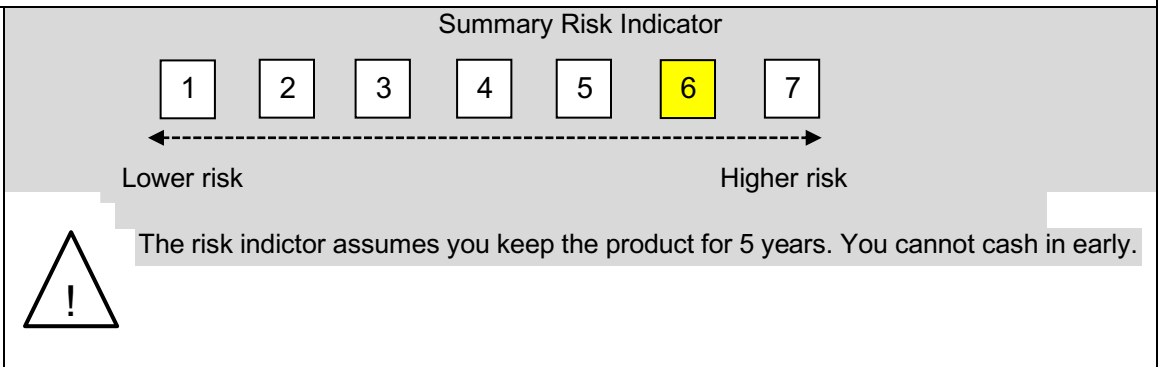 Summary Risk Indicator
1 2 3 4 5 6 7
Lower risk Higher risk
The risk indictor assumes you keep the product for 5 years. You cannot cash in early.
!